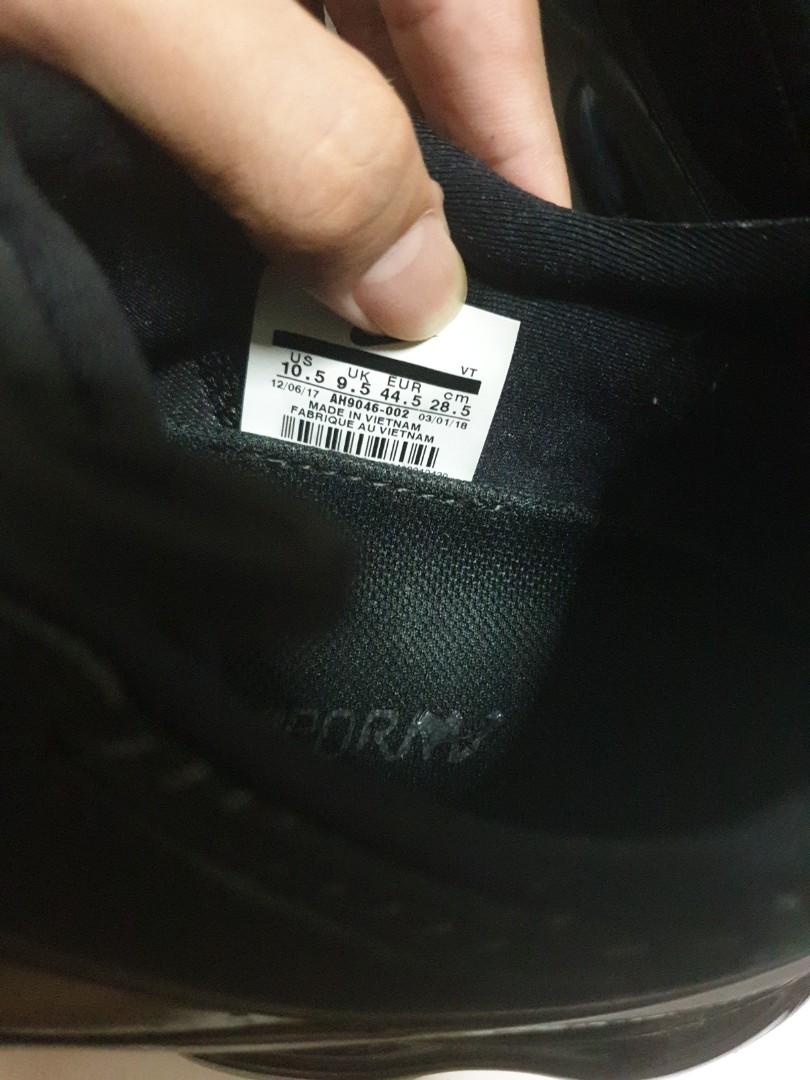 VT
US UK EUR cm
10.5 9.5 44.5 28.5
12/06/17 AH9046-002 03/01/18
MADE IN VIETNAM
FABRIQUE AU VIETNAM